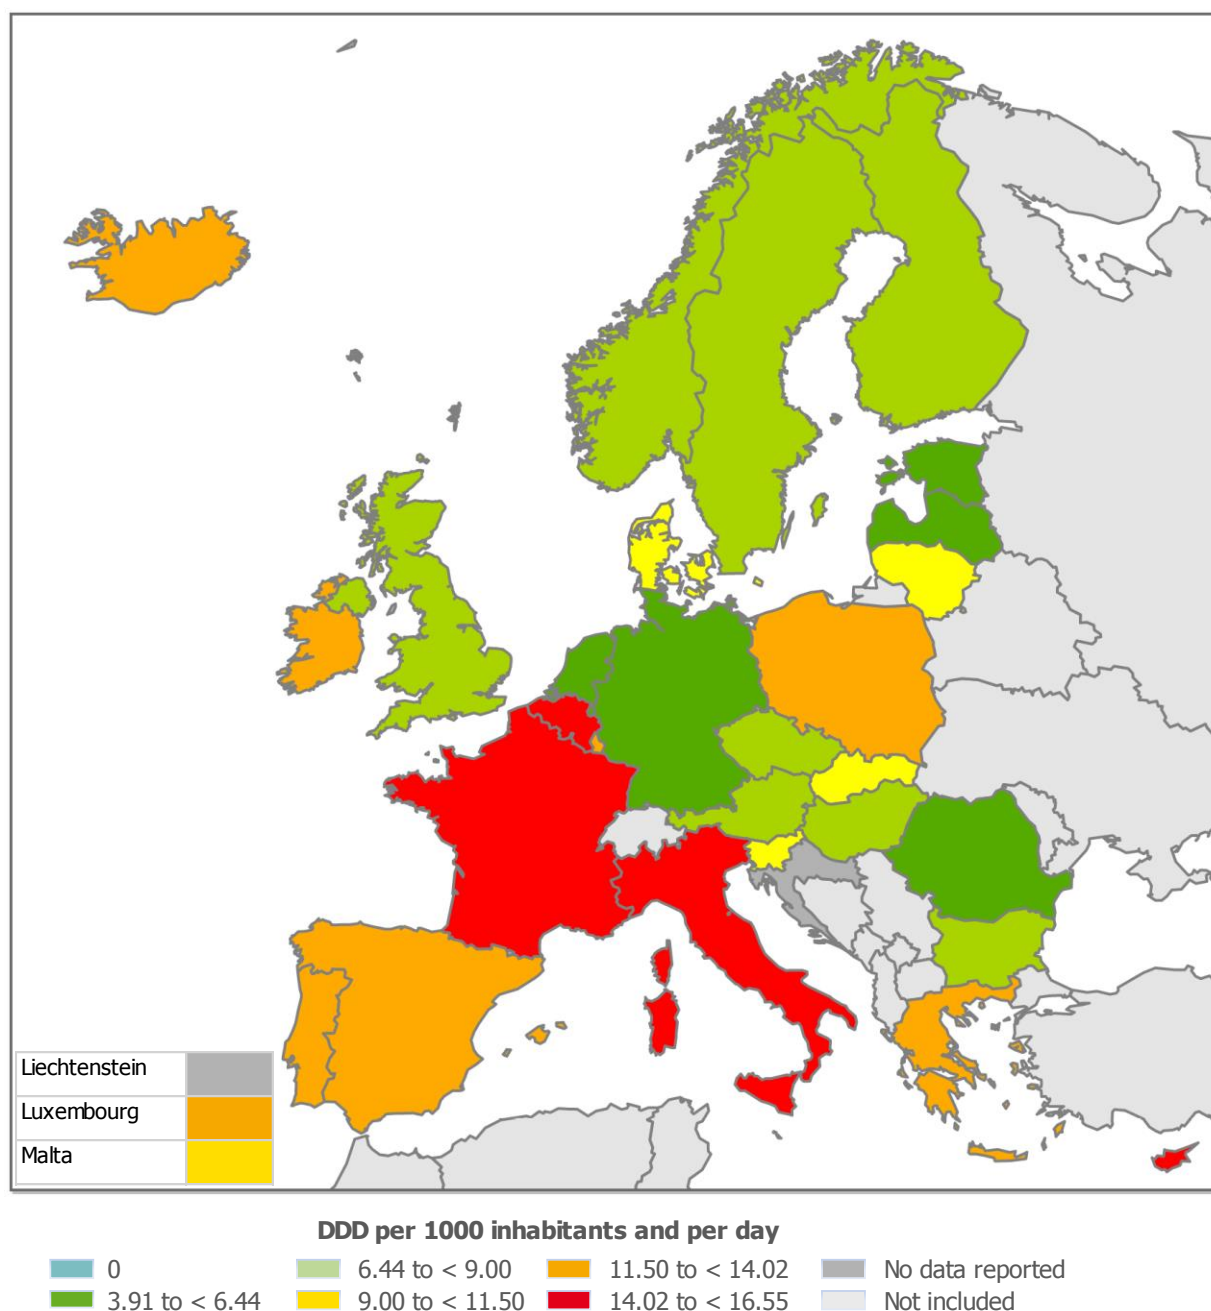 Liechtenstein
Luxembourg
Malta
DDD per 1000 inhabitants and per day
0 6.44 to < 9.00 11.50 to < 14.02 No data reported
3.91 to < 6.44 9.00 to < 11.50 14.02 to < 16.55 Not included